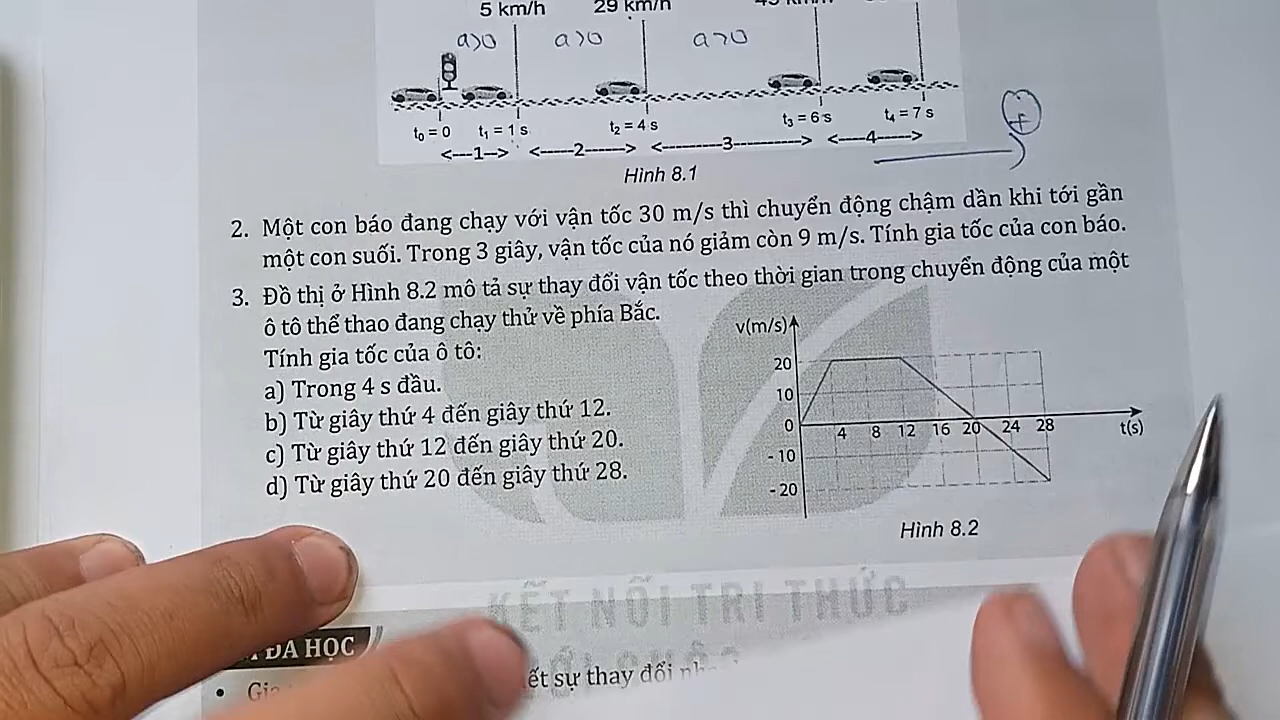 5 km/h 29 km/h
a>0 a>0 a>0
t₀ = 0 t₁ = 1 s t₂ = 4 s t₃ = 6 s t₄ = 7 s
<---1--> <-----2------> <---------3----------> <-----4----->
+
Hình 8.1
2. Một con báo đang chạy với vận tốc 30 m/s thì chuyển động chậm dần khi tới gần
một con suối. Trong 3 giây, vận tốc của nó giảm còn 9 m/s. Tính gia tốc của con báo.
3. Đồ thị ở Hình 8.2 mô tả sự thay đổi vận tốc theo thời gian trong chuyển động của một
ô tô thể thao đang chạy thử về phía Bắc.
Tính gia tốc của ô tô:
a) Trong 4 s đầu.
b) Từ giây thứ 4 đến giây thứ 12.
c) Từ giây thứ 12 đến giây thứ 20.
d) Từ giây thứ 20 đến giây thứ 28.
v(m/s)
20
10
0
4 8 12 16 20 24 28 t(s)
- 10
- 20
Hình 8.2
KẾT NỐI TRI THỨC
ĐÃ HỌC
ết sự thay đổi